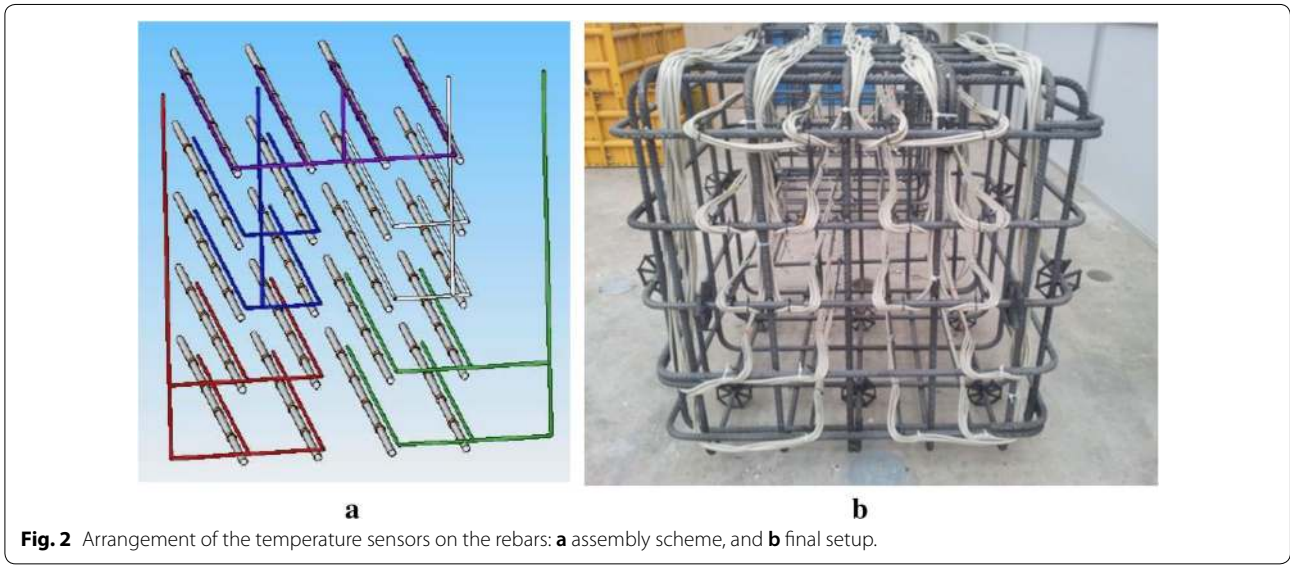 a
b
Fig. 2 Arrangement of the temperature sensors on the rebars: a assembly scheme, and b final setup.